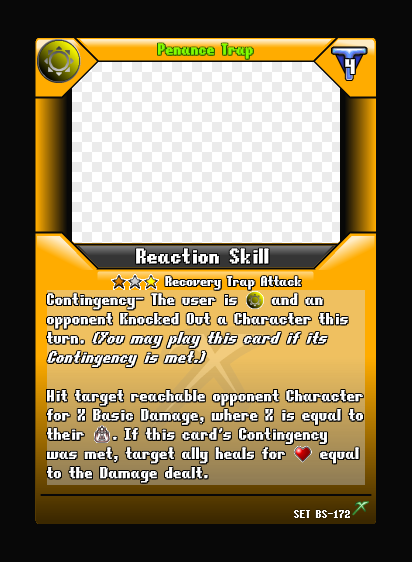 Penance Trap
4
Reaction Skill
Recovery Trap Attack
Contingency- The user is and an
opponent Knocked Out a Character this
turn. (You may play this card if its
Contingency is met.)
Hit target reachable opponent Character
for X Basic Damage, where X is equal to
their . If this card's Contingency
was met, target ally heals for equal
to the Damage dealt.
SET BS-172